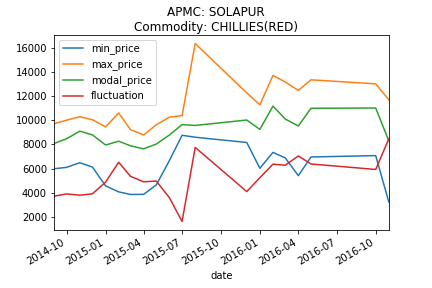 APMC: SOLAPUR
Commodity: CHILLIES(RED)
min_price
max_price
modal_price
fluctuation
16000
14000
12000
10000
8000
6000
4000
2000
2014-10
2015-01
2015-04
2015-07
2015-10
2016-01
2016-04
2016-07
2016-10
date